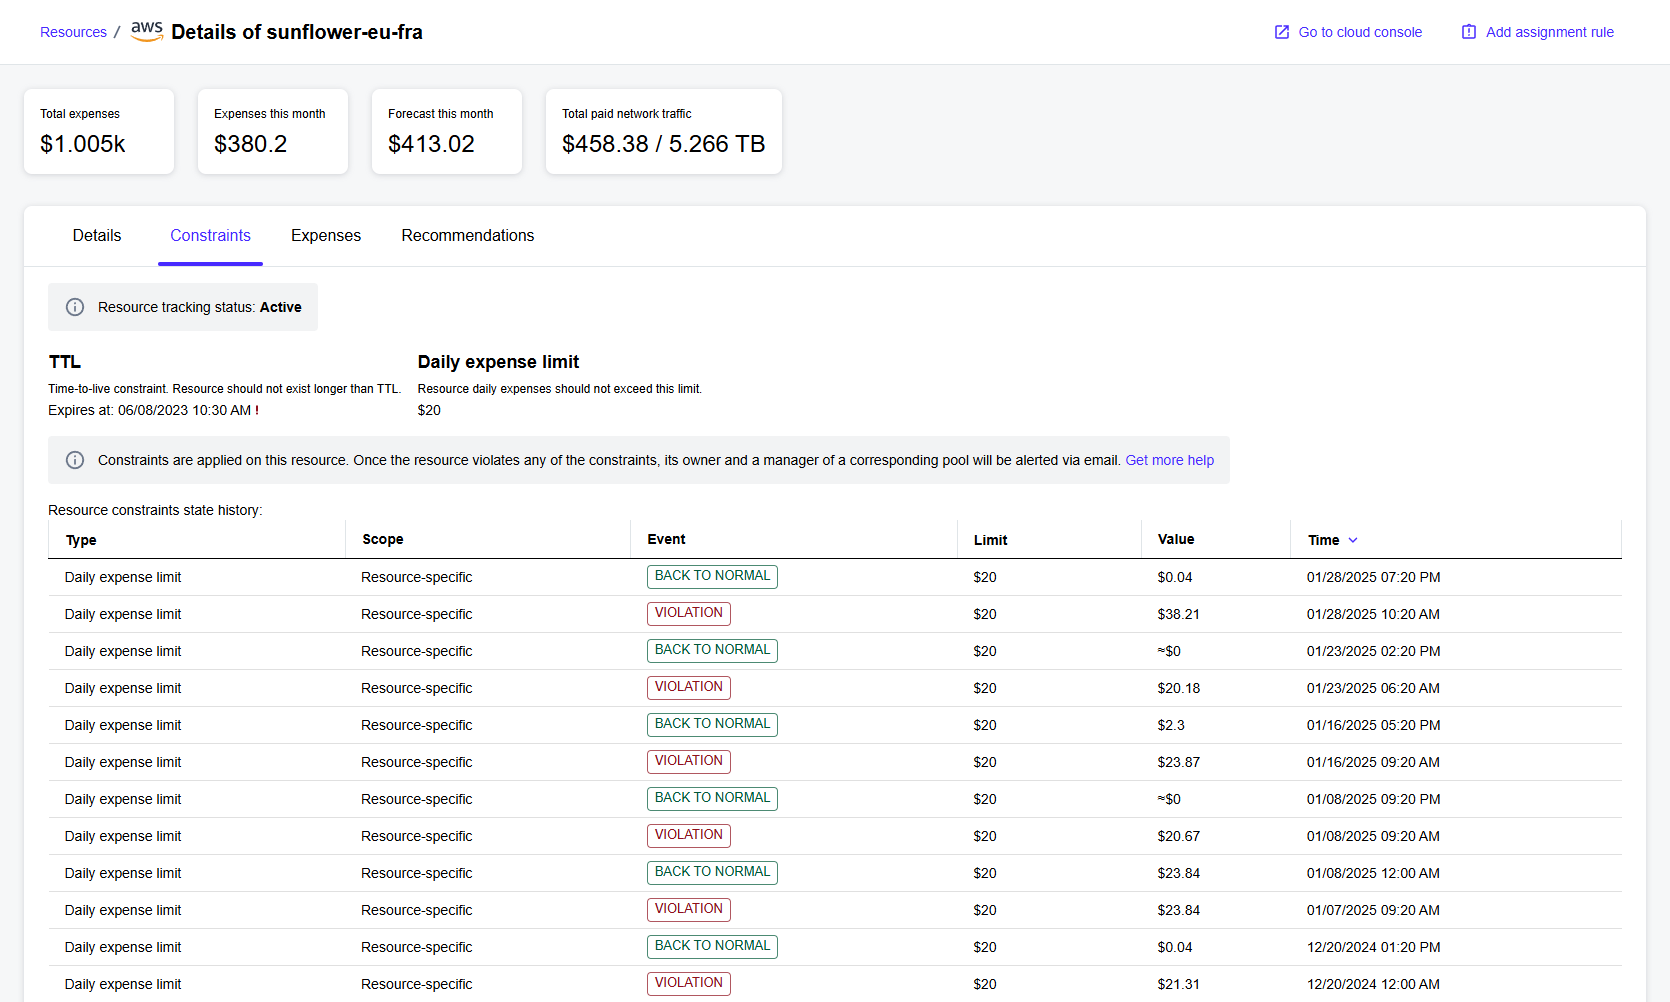 Resources / aws Details of sunflower-eu-fra
Go to cloud console
Add assignment rule
Total expenses
$1.005k
Expenses this month
$380.2
Forecast this month
$413.02
Total paid network traffic
$458.38 / 5.266 TB
Details Constraints Expenses Recommendations
Resource tracking status: Active
TTL
Time-to-live constraint. Resource should not exist longer than TTL.
Expires at: 06/08/2023 10:30 AM !
Daily expense limit
Resource daily expenses should not exceed this limit.
$20
Constraints are applied on this resource. Once the resource violates any of the constraints, its owner and a manager of a corresponding pool will be alerted via email. Get more help
Resource constraints state history:
Type Scope Event Limit Value Time
Daily expense limit Resource-specific BACK TO NORMAL $20 $0.04 01/28/2025 07:20 PM
Daily expense limit Resource-specific VIOLATION $20 $38.21 01/28/2025 10:20 AM
Daily expense limit Resource-specific BACK TO NORMAL $20 ≈$0 01/23/2025 02:20 PM
Daily expense limit Resource-specific VIOLATION $20 $20.18 01/23/2025 06:20 AM
Daily expense limit Resource-specific BACK TO NORMAL $20 $2.3 01/16/2025 05:20 PM
Daily expense limit Resource-specific VIOLATION $20 $23.87 01/16/2025 09:20 AM
Daily expense limit Resource-specific BACK TO NORMAL $20 ≈$0 01/08/2025 09:20 PM
Daily expense limit Resource-specific VIOLATION $20 $20.67 01/08/2025 09:20 AM
Daily expense limit Resource-specific BACK TO NORMAL $20 $23.84 01/08/2025 12:00 AM
Daily expense limit Resource-specific VIOLATION $20 $23.84 01/07/2025 09:20 AM
Daily expense limit Resource-specific BACK TO NORMAL $20 $0.04 12/20/2024 01:20 PM
Daily expense limit Resource-specific VIOLATION $20 $21.31 12/20/2024 12:00 AM